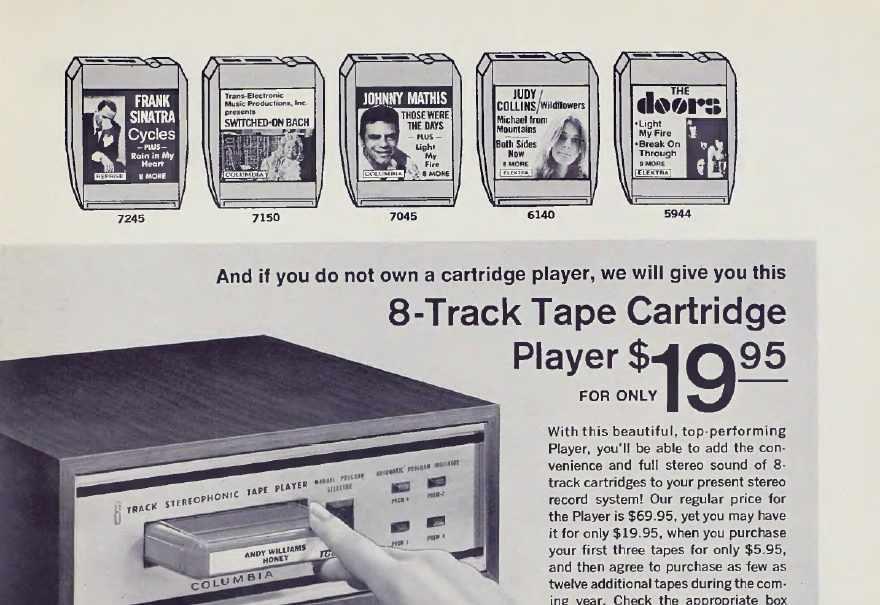 FRANK
SINATRA
Cycles
— PLUS —
Rain in My
Heart
REPRISE 8 MORE
7245
Trans-Electronic
Music Productions, Inc.
presents
SWITCHED-ON BACH
COLUMBIA
7150
JOHNNY MATHIS
THOSE WERE
THE DAYS
— PLUS —
Light
My
Fire
COLUMBIA 8 MORE
7045
JUDY
COLLINS/Wildflowers
Michael from
Mountains
Both Sides
Now
8 MORE
ELEKTRA
6140
THE
doors
•Light
My Fire
•Break On
Through
9 MORE
ELEKTRA
5944
And if you do not own a cartridge player, we will give you this
8-Track Tape Cartridge
Player $19 95
FOR ONLY
With this beautiful, top-performing
Player, you'll be able to add the con-
venience and full stereo sound of 8-
track cartridges to your present stereo
record system! Our regular price for
the Player is $69.95, yet you may have
it for only $19.95, when you purchase
your first three tapes for only $5.95,
and then agree to purchase as few as
twelve additional tapes during the com-
ing year. Check the appropriate box
8 TRACK STEREOPHONIC TAPE PLAYER
MANUAL PROGRAM
SELECTOR
AUTOMATIC PROGRAM INDICATOR
ANDY WILLIAMS
HONEY
COLUMBIA